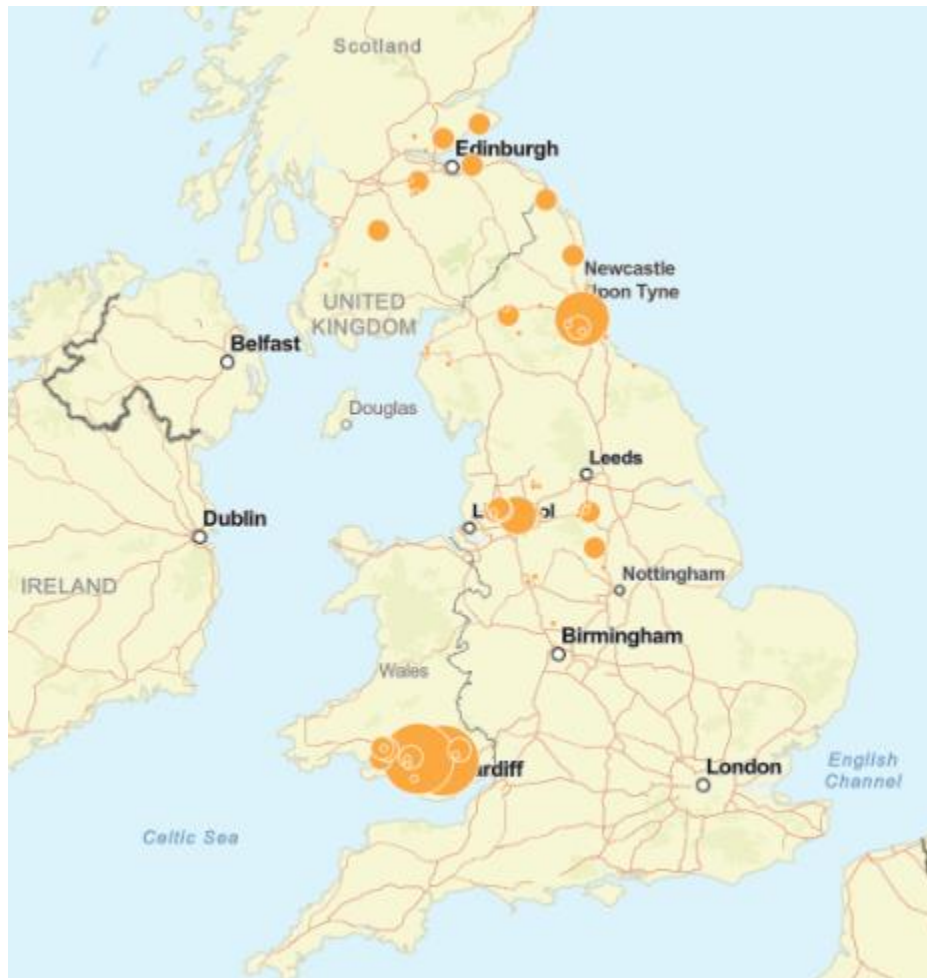 Scotland
Edinburgh
Newcastle
Upon Tyne
UNITED
KINGDOM
Belfast
Douglas
Leeds
Dublin
IRELAND
Nottingham
Birmingham
Wales
London
English
Channel
Celtic Sea